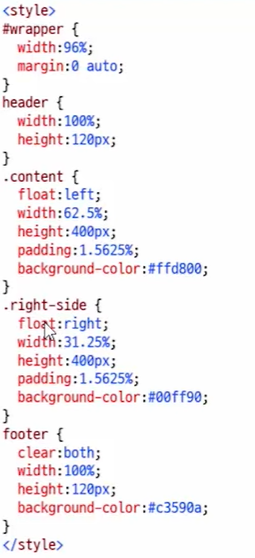 <style>
#wrapper {
width:96%;
margin:0 auto;
}
header {
width:100%;
height:120px;
}
.content {
float:left;
width:62.5%;
height:400px;
padding:1.5625%;
background-color:#ffd800;
}
.right-side {
float:right;
width:31.25%;
height:400px;
padding:1.5625%;
background-color:#00ff90;
}
footer {
clear:both;
width:100%;
height:120px;
background-color:#c3590a;
}
</style>